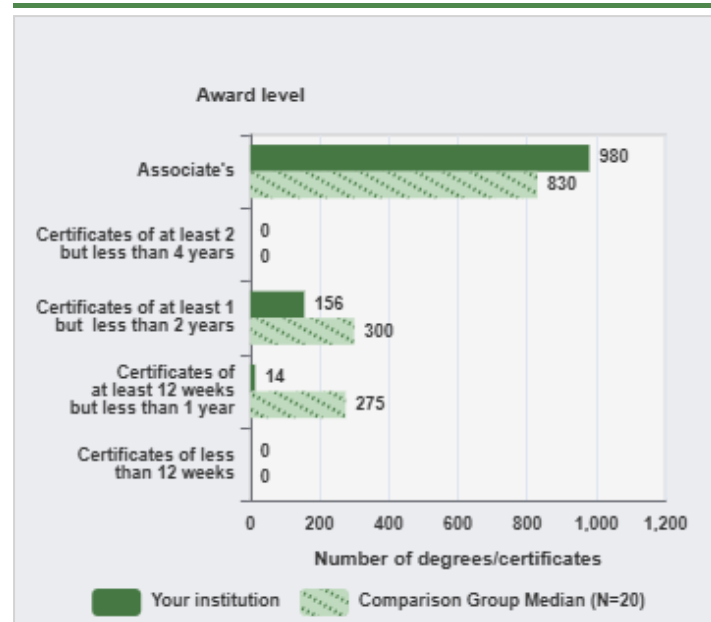 Award level
Associate's
980
830
Certificates of at least 2
but less than 4 years
0
0
Certificates of at least 1
but less than 2 years
156
300
Certificates of
at least 12 weeks
but less than 1 year
14
275
Certificates of less
than 12 weeks
0
0
0 200 400 600 800 1,000 1,200
Number of degrees/certificates
Your institution Comparison Group Median (N=20)